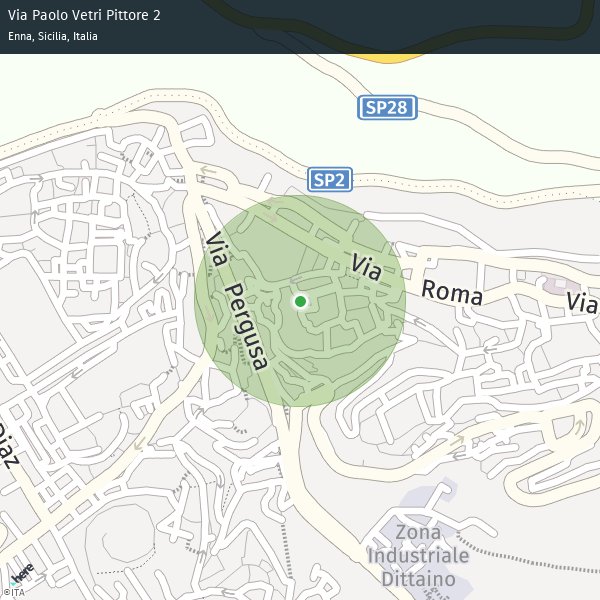 Via Paolo Vetri Pittore 2
Enna, Sicilia, Italia
SP28
SP2
Via Pergusa
Via Roma
Via
Diaz
Zona
Industriale
Dittaino
here
©ITA